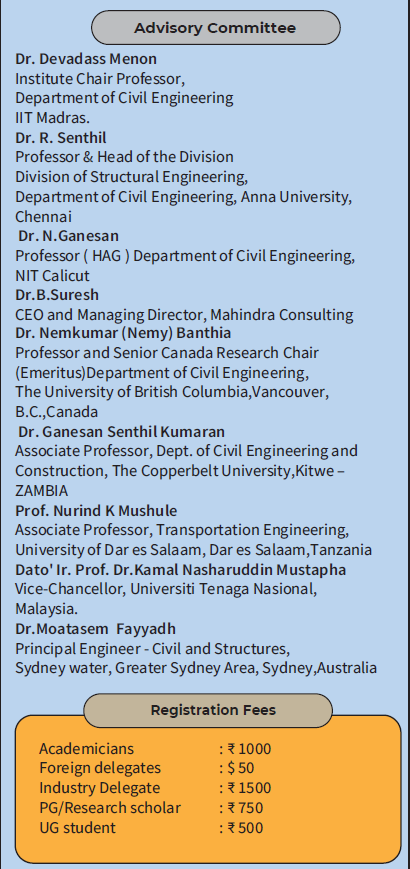 Advisory Committee
Dr. Devadass Menon
Institute Chair Professor,
Department of Civil Engineering
IIT Madras.
Dr. R. Senthil
Professor & Head of the Division
Division of Structural Engineering,
Department of Civil Engineering, Anna University,
Chennai
Dr. N.Ganesan
Professor ( HAG ) Department of Civil Engineering,
NIT Calicut
Dr.B.Suresh
CEO and Managing Director, Mahindra Consulting
Dr. Nemkumar (Nemy) Banthia
Professor and Senior Canada Research Chair
(Emeritus)Department of Civil Engineering,
The University of British Columbia,Vancouver,
B.C.,Canada
Dr. Ganesan Senthil Kumaran
Associate Professor, Dept. of Civil Engineering and
Construction, The Copperbelt University,Kitwe –
ZAMBIA
Prof. Nurind K Mushule
Associate Professor, Transportation Engineering,
University of Dar es Salaam, Dar es Salaam,Tanzania
Dato' Ir. Prof. Dr.Kamal Nasharuddin Mustapha
Vice-Chancellor, Universiti Tenaga Nasional,
Malaysia.
Dr.Moatasem Fayyadh
Principal Engineer - Civil and Structures,
Sydney water, Greater Sydney Area, Sydney,Australia
Registration Fees
Academicians : ₹ 1000
Foreign delegates : $ 50
Industry Delegate : ₹ 1500
PG/Research scholar : ₹ 750
UG student : ₹ 500